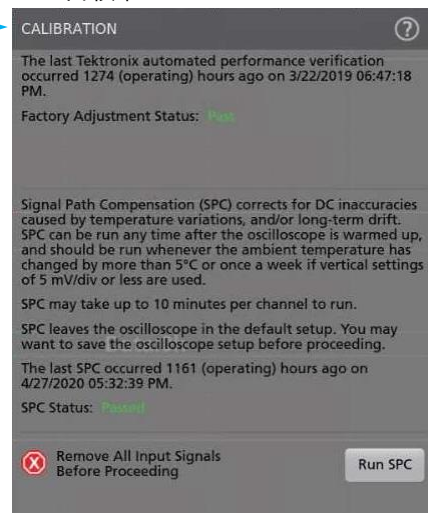 CALIBRATION
The last Tektronix automated performance verification
occurred 1274 (operating) hours ago on 3/22/2019 06:47:18
PM.
Factory Adjustment Status: Pass
Signal Path Compensation (SPC) corrects for DC inaccuracies
caused by temperature variations, and/or long-term drift.
SPC can be run any time after the oscilloscope is warmed up,
and should be run whenever the ambient temperature has
changed by more than 5°C or once a week if vertical settings
of 5 mV/div or less are used.
SPC may take up to 10 minutes per channel to run.
SPC leaves the oscilloscope in the default setup. You may
want to save the oscilloscope setup before proceeding.
The last SPC occurred 1161 (operating) hours ago on
4/27/2020 05:32:39 PM.
SPC Status: Passed
Remove All Input Signals
Before Proceeding
Run SPC